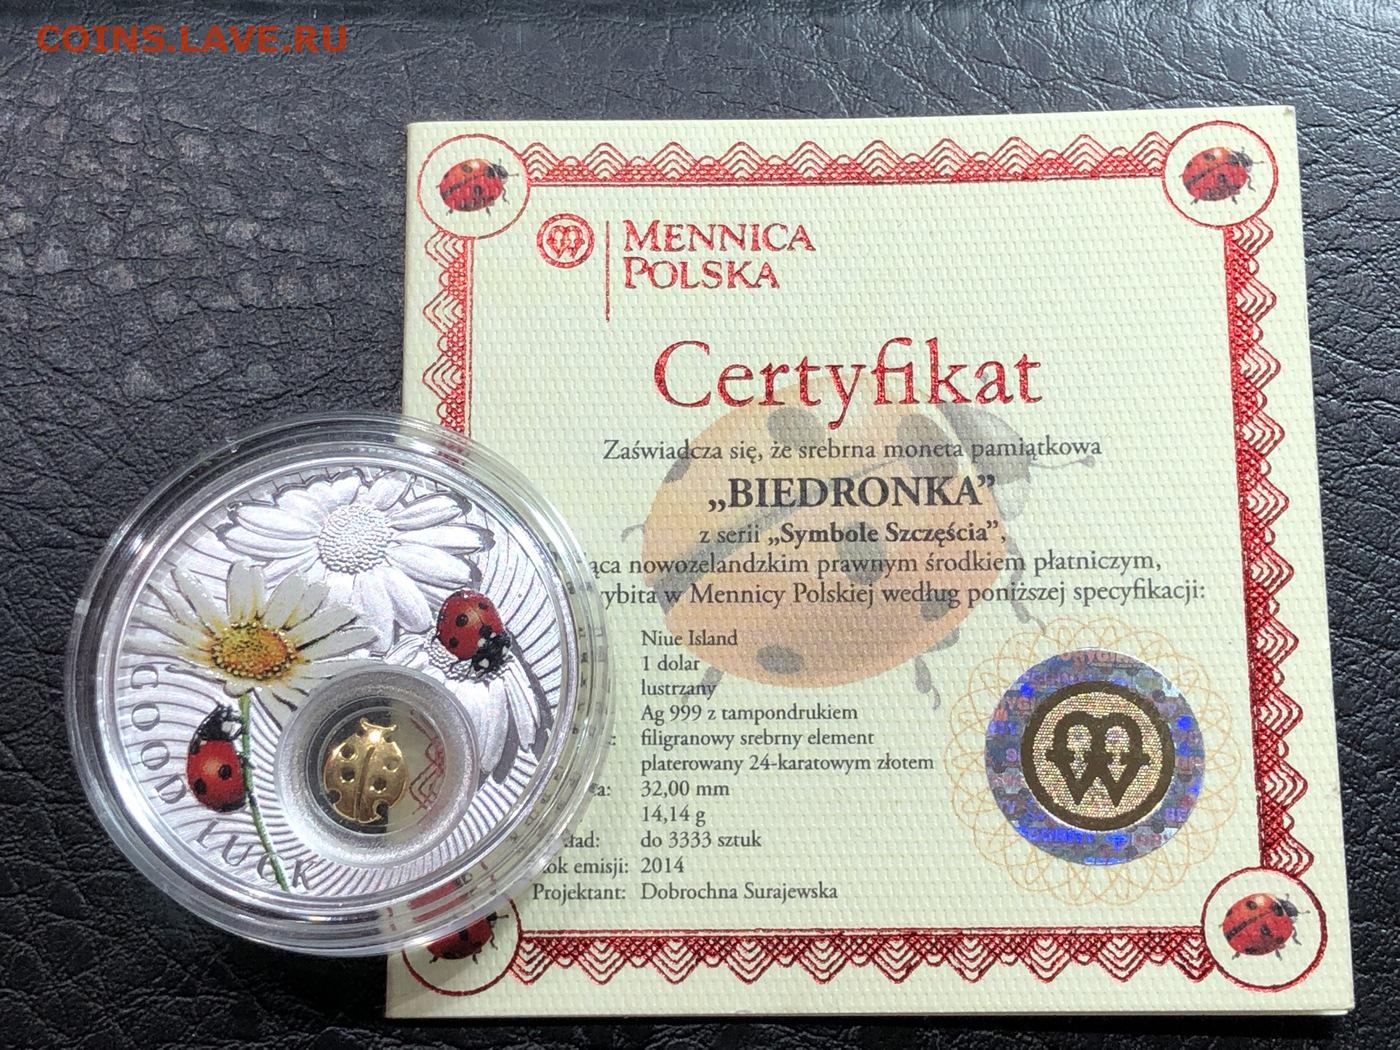 COINS.LAVE.RU
MENNICA
POLSKA
Certyfikat
Zaświadcza się, że srebrna moneta pamiątkowa
„BIEDRONKA”
z serii „Symbole Szczęścia”,
nowozelandzkim prawnym środkiem płatniczym,
w Mennicy Polskiej według poniższej specyfikacji:
Niue Island
1 dolar
lustrzany
Ag 999 z tampondrukiem
filigranowy srebrny element
platerowany 24-karatowym złotem
32,00 mm
14,14 g
do 3333 sztuk
emisji: 2014
Projektant: Dobrochna Surajewska
GOOD LUCK